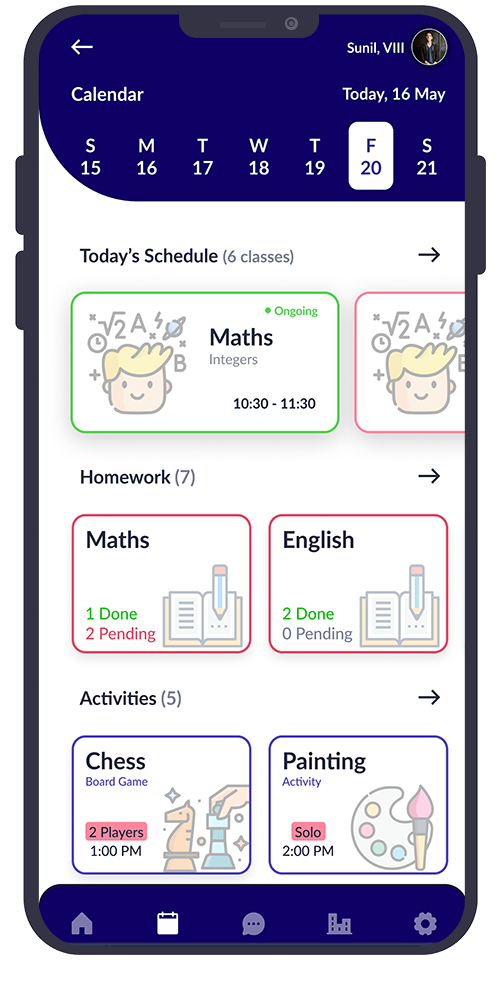 Sunil, VIII
Calendar
Today, 16 May
S M T W T F S
15 16 17 18 19 20 21
Today's Schedule (6 classes)
√2 A
B
Ongoing
Maths
Integers
10:30 - 11:30
√2 A
B
Homework (7)
Maths
1 Done
2 Pending
English
2 Done
0 Pending
Activities (5)
Chess
Board Game
2 Players
1:00 PM
Painting
Activity
Solo
2:00 PM